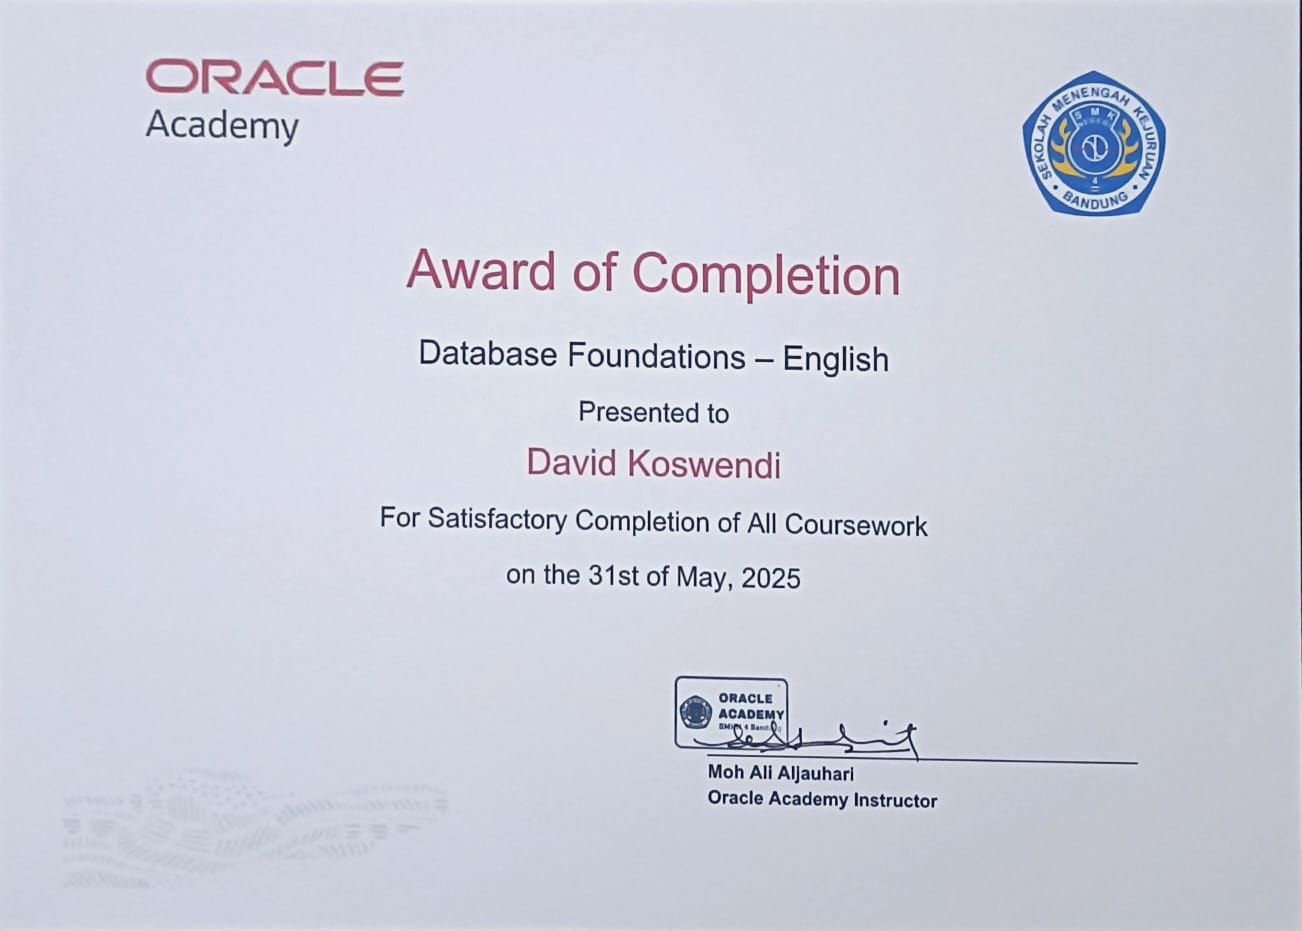 ORACLE
Academy
SEKOLAH MENENGAH KEJURUAN
SMK
NEGERI
4
BANDUNG
Award of Completion
Database Foundations – English
Presented to
David Koswendi
For Satisfactory Completion of All Coursework
on the 31st of May, 2025
ORACLE
ACADEMY
4
Moh Ali Aljauhari
Oracle Academy Instructor